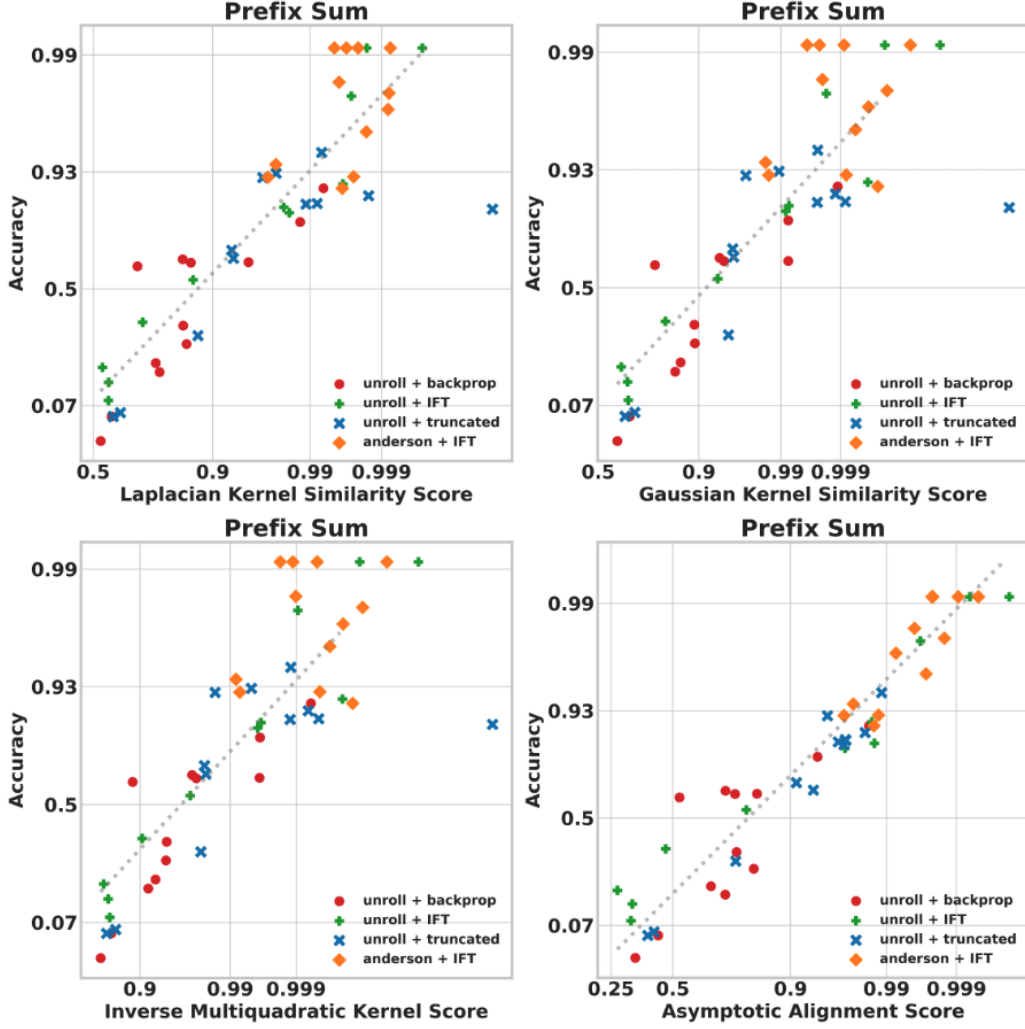 Prefix Sum
Accuracy
0.99
0.93
0.5
0.07
unroll + backprop
unroll + IFT
unroll + truncated
anderson + IFT
0.5 0.9 0.99 0.999
Laplacian Kernel Similarity Score
Prefix Sum
Accuracy
0.99
0.93
0.5
0.07
unroll + backprop
unroll + IFT
unroll + truncated
anderson + IFT
0.5 0.9 0.99 0.999
Gaussian Kernel Similarity Score
Prefix Sum
Accuracy
0.99
0.93
0.5
0.07
unroll + backprop
unroll + IFT
unroll + truncated
anderson + IFT
0.9 0.99 0.999
Inverse Multiquadratic Kernel Score
Prefix Sum
Accuracy
0.99
0.93
0.5
0.07
unroll + backprop
unroll + IFT
unroll + truncated
anderson + IFT
0.25 0.5 0.9 0.99 0.999
Asymptotic Alignment Score